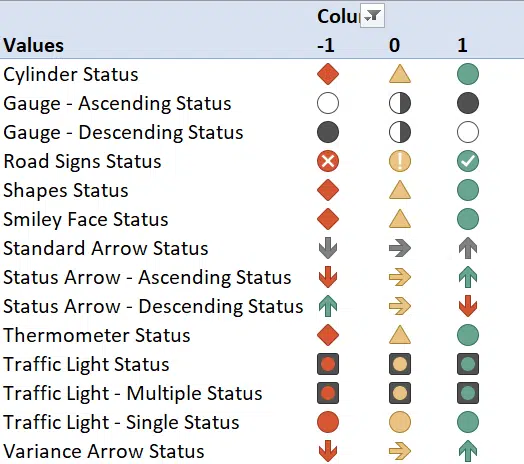 Colu
Values -1 0 1
Cylinder Status
Gauge - Ascending Status
Gauge - Descending Status
Road Signs Status
Shapes Status
Smiley Face Status
Standard Arrow Status
Status Arrow - Ascending Status
Status Arrow - Descending Status
Thermometer Status
Traffic Light Status
Traffic Light - Multiple Status
Traffic Light - Single Status
Variance Arrow Status